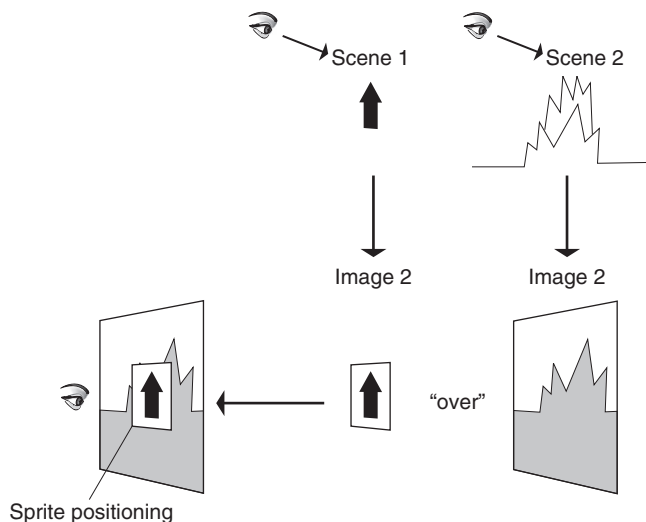 Scene 1
Scene 2
Image 2
Image 2
“over”
Sprite positioning